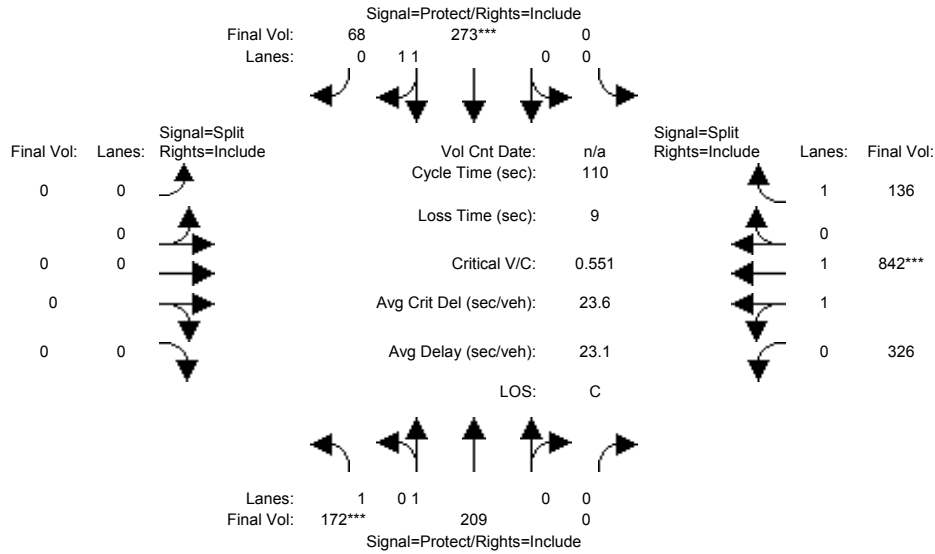 Signal=Protect/Rights=Include
Final Vol: 68 273*** 0
Lanes: 0 1 1 0 0
Signal=Split Signal=Split
Final Vol: Lanes: Rights=Include Vol Cnt Date: n/a Rights=Include Lanes: Final Vol:
Cycle Time (sec): 110
0 0 1 136
Loss Time (sec): 9
0 0
0 0 Critical V/C: 0.551 1 842***
0 Avg Crit Del (sec/veh): 23.6 1
0 0 Avg Delay (sec/veh): 23.1 0 326
LOS: C
Lanes: 1 0 1 0 0
Final Vol: 172*** 209 0
Signal=Protect/Rights=Include